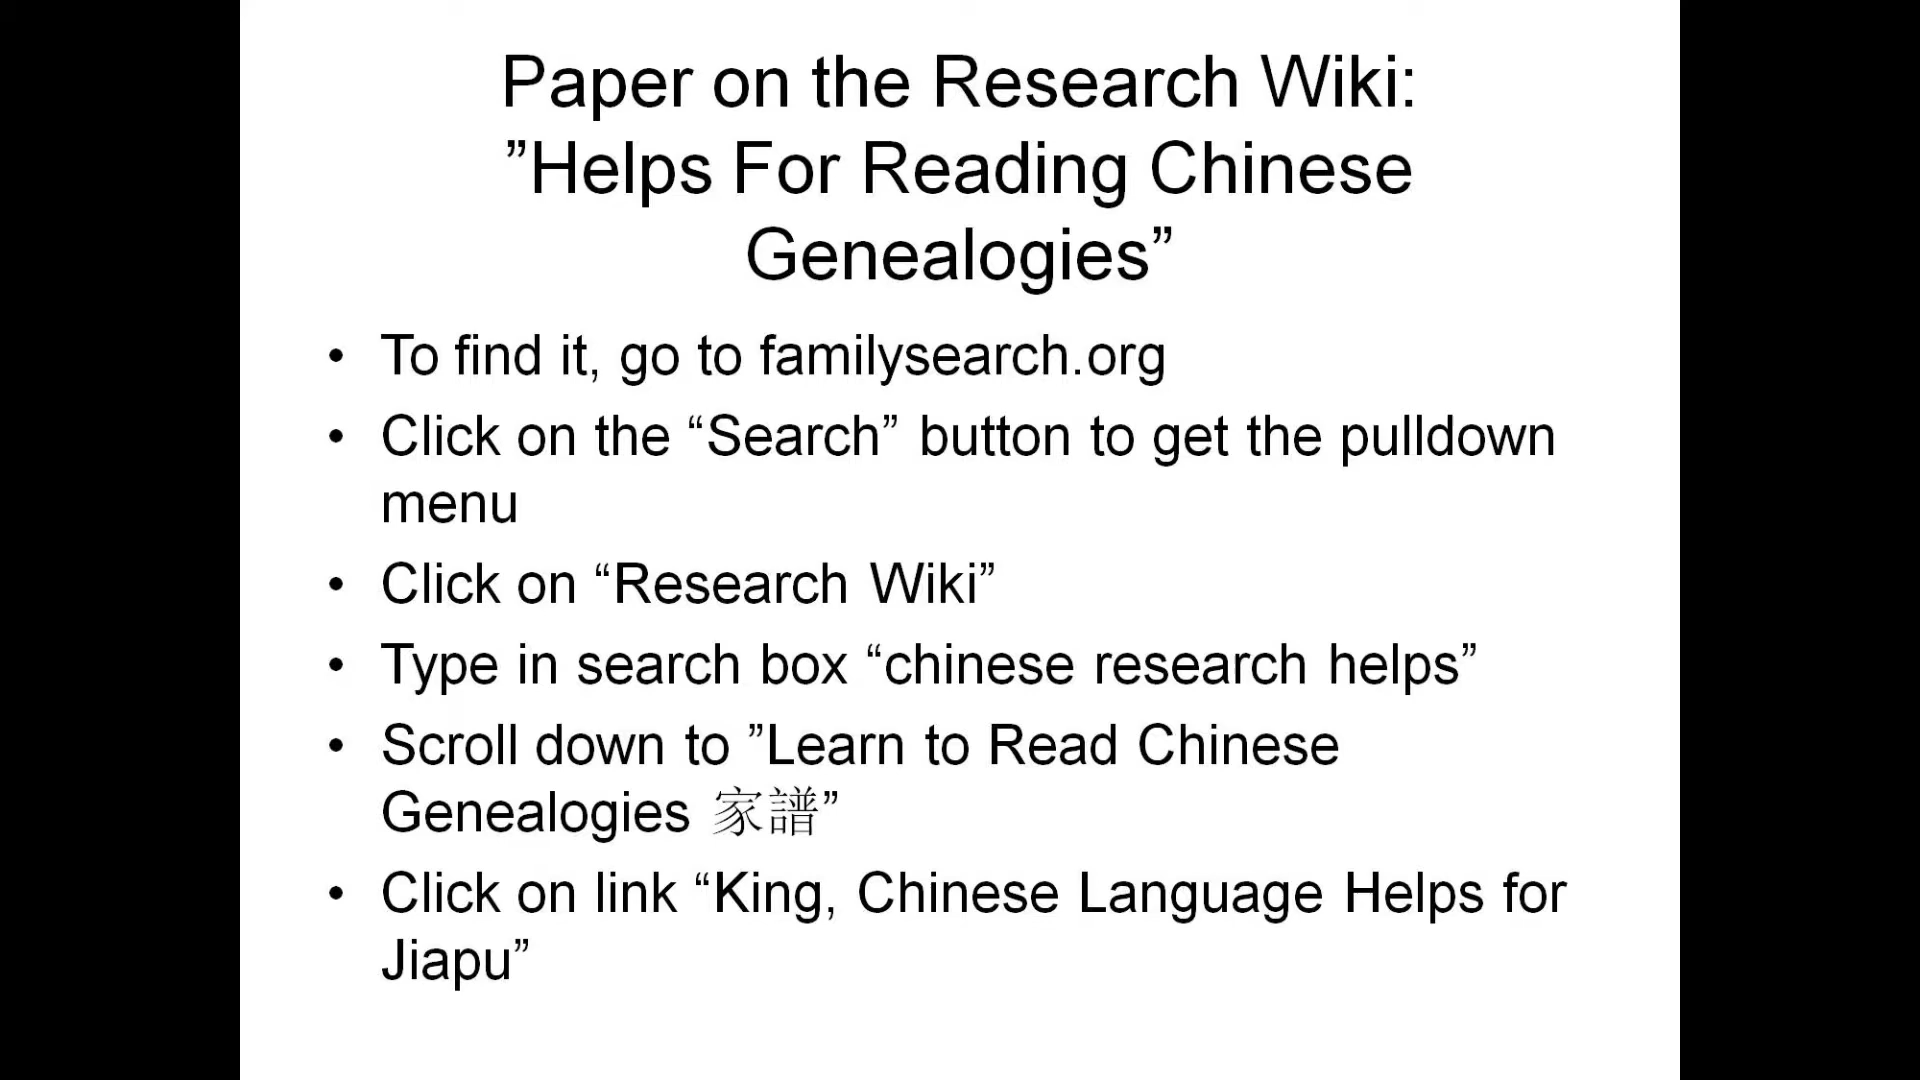 Paper on the Research Wiki:
”Helps For Reading Chinese
Genealogies”
• To find it, go to familysearch.org
• Click on the “Search” button to get the pulldown
menu
• Click on “Research Wiki”
• Type in search box “chinese research helps”
• Scroll down to ”Learn to Read Chinese
Genealogies 家譜”
• Click on link “King, Chinese Language Helps for
Jiapu”